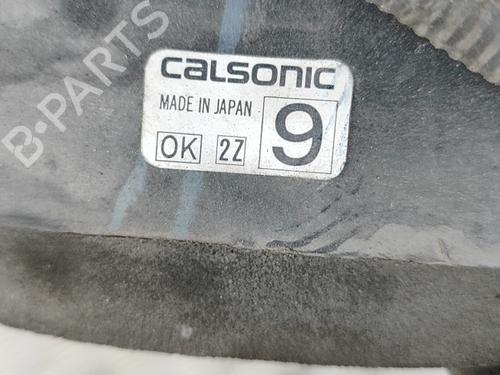 CALSONIC
MADE IN JAPAN
9
OK 2Z
B-PARTS